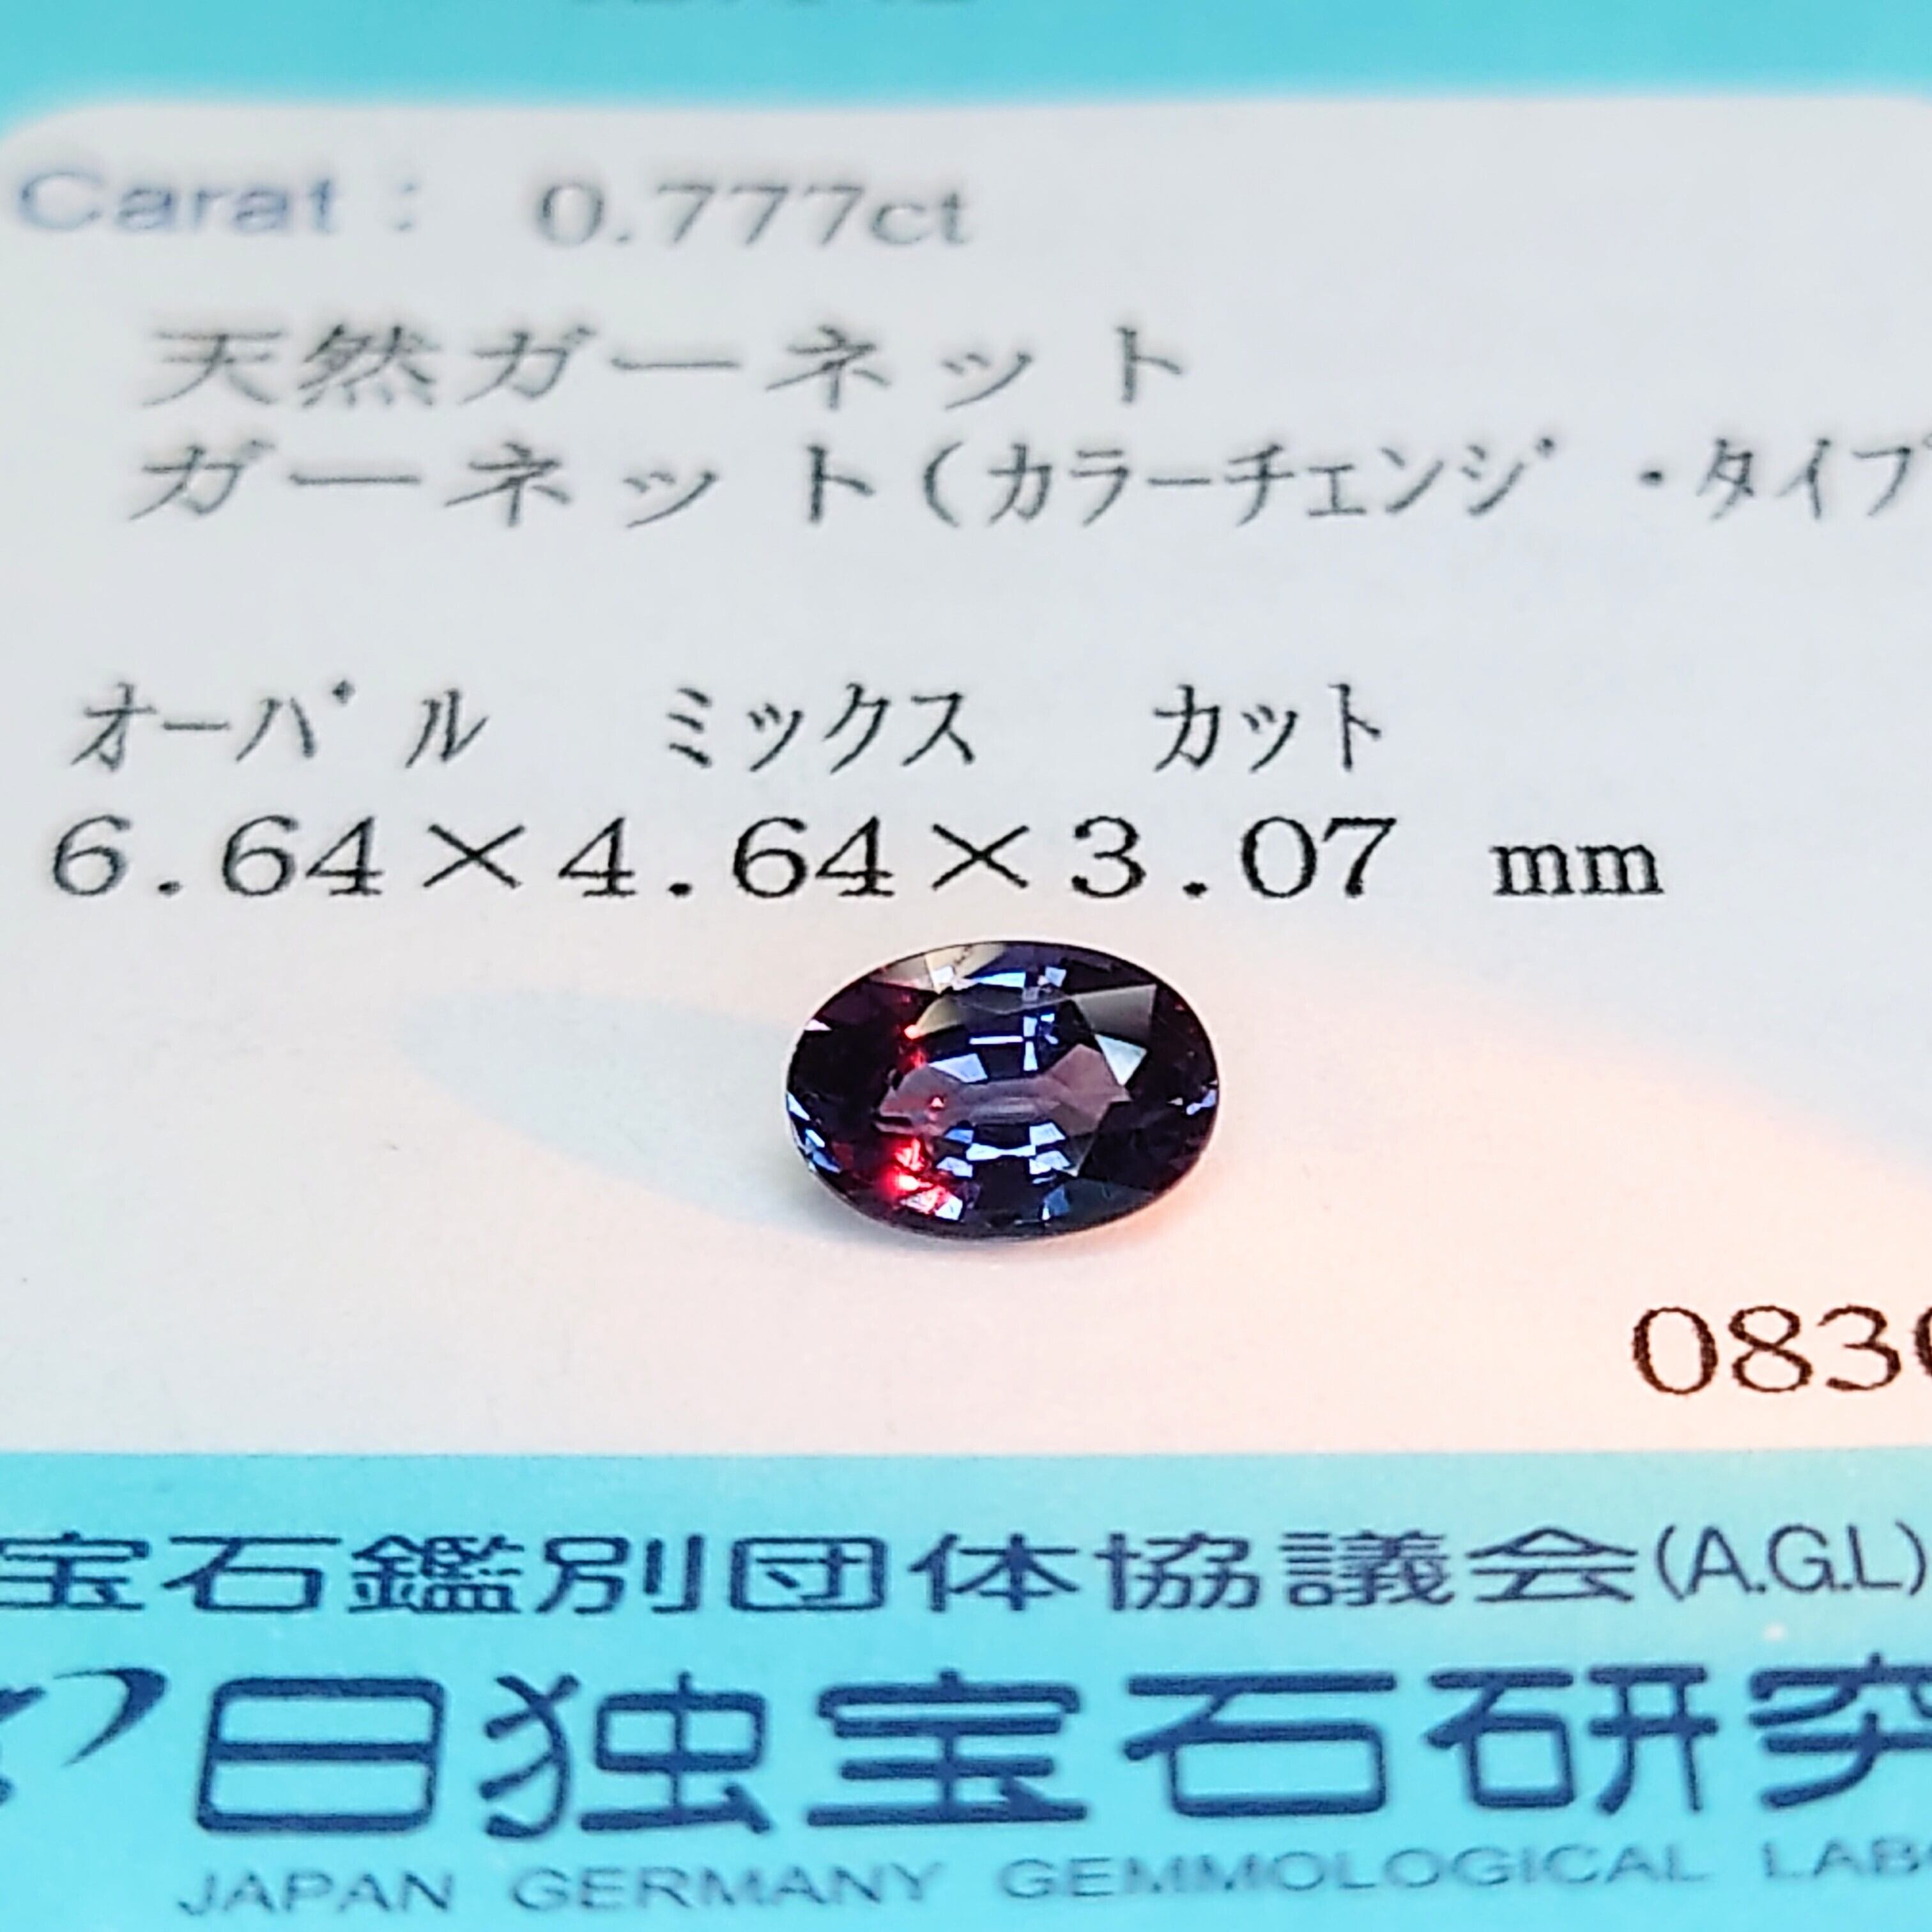 Carat : 0.777ct
天然ガーネット
ガーネット(カラーチェンジ・タイプ
オーバル ミックス カット
6.64×4.64×3.07 mm
083
宝石鑑別団体協議会(A.G.L)
日独宝石研究
JAPAN GERMANY GEMMOLOGICAL LAB